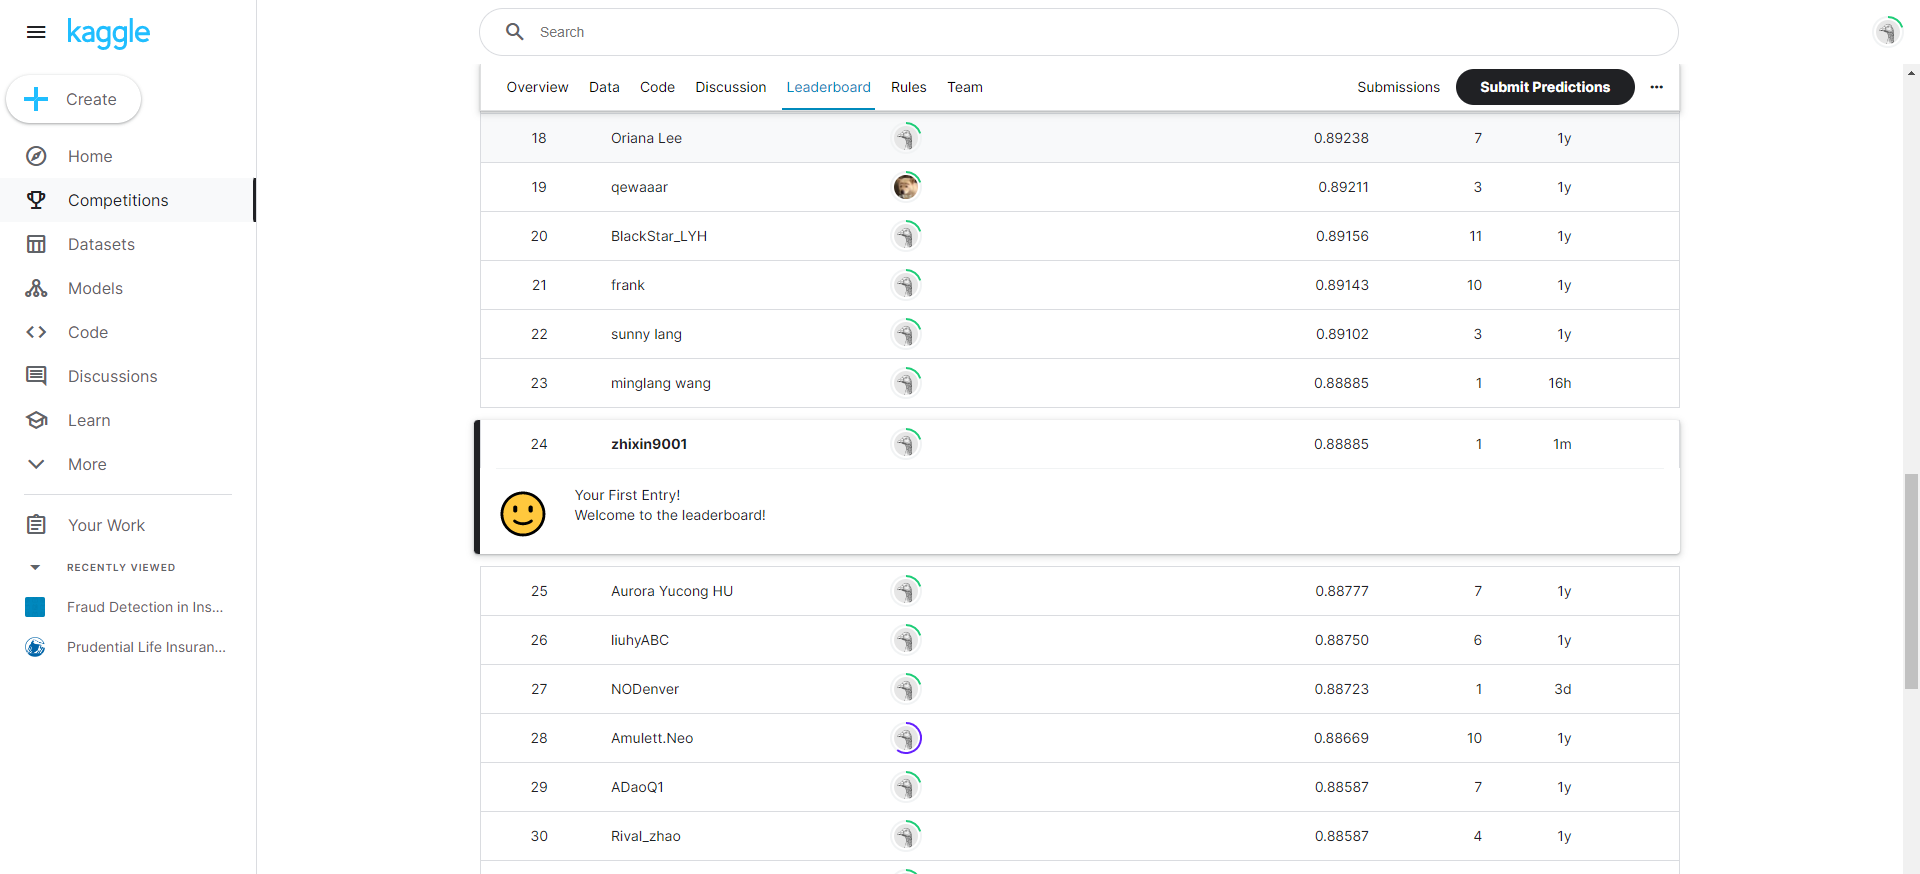 kaggle
Search
Create
Home
Competitions
Datasets
Models
Code
Discussions
Learn
More
Your Work
RECENTLY VIEWED
Fraud Detection in Ins...
Prudential Life Insuran...
Overview Data Code Discussion Leaderboard Rules Team Submissions Submit Predictions
18 Oriana Lee 0.89238 7 1y
19 qewaaar 0.89211 3 1y
20 BlackStar_LYH 0.89156 11 1y
21 frank 0.89143 10 1y
22 sunny lang 0.89102 3 1y
23 minglang wang 0.88885 1 16h
24 zhixin9001 0.88885 1 1m
Your First Entry!
Welcome to the leaderboard!
25 Aurora Yucong HU 0.88777 7 1y
26 liuhyABC 0.88750 6 1y
27 NODenver 0.88723 1 3d
28 Amulett.Neo 0.88669 10 1y
29 ADaoQ1 0.88587 7 1y
30 Rival_zhao 0.88587 4 1y